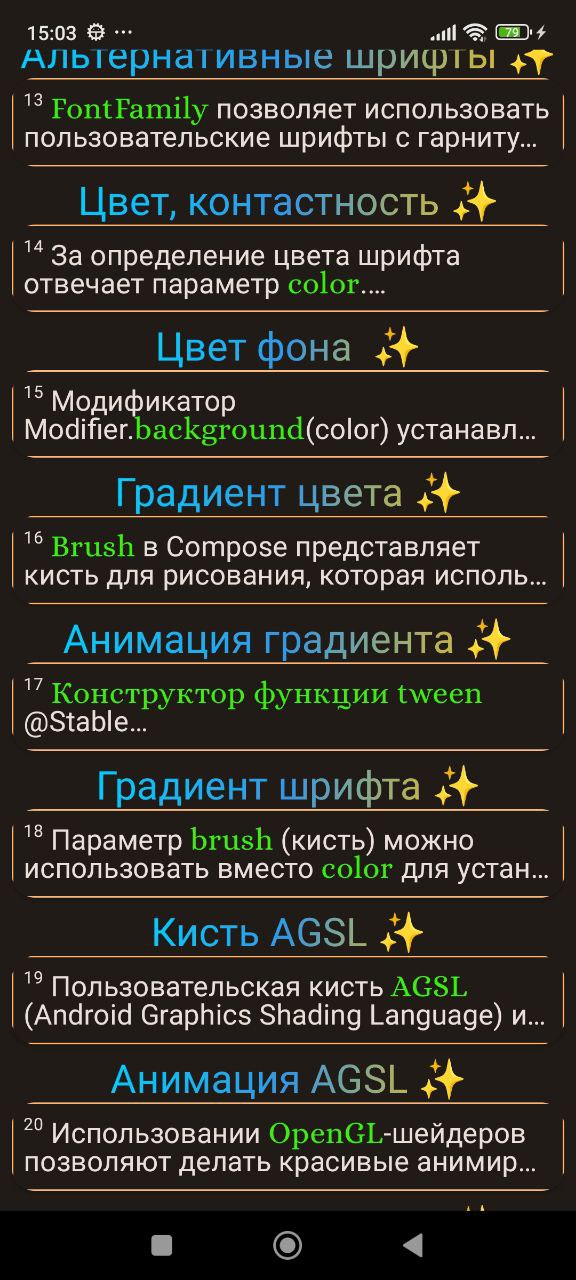 15:03 ... 79
Альтернативные шрифты ✨
13 FontFamily позволяет использовать
пользовательские шрифты с гарниту...
Цвет, контастность ✨
14 За определение цвета шрифта
отвечает параметр color....
Цвет фона ✨
15 Модификатор
Modifier.background(color) устанавл...
Градиент цвета ✨
16 Brush в Compose представляет
кисть для рисования, которая исполь...
Анимация градиента ✨
17 Конструктор функции tween
@Stable...
Градиент шрифта ✨
18 Параметр brush (кисть) можно
использовать вместо color для устан...
Кисть AGSL ✨
19 Пользовательская кисть AGSL
(Android Graphics Shading Language) и...
Анимация AGSL ✨
20 Использовании OpenGL-шейдеров
позволяют делать красивые анимир...